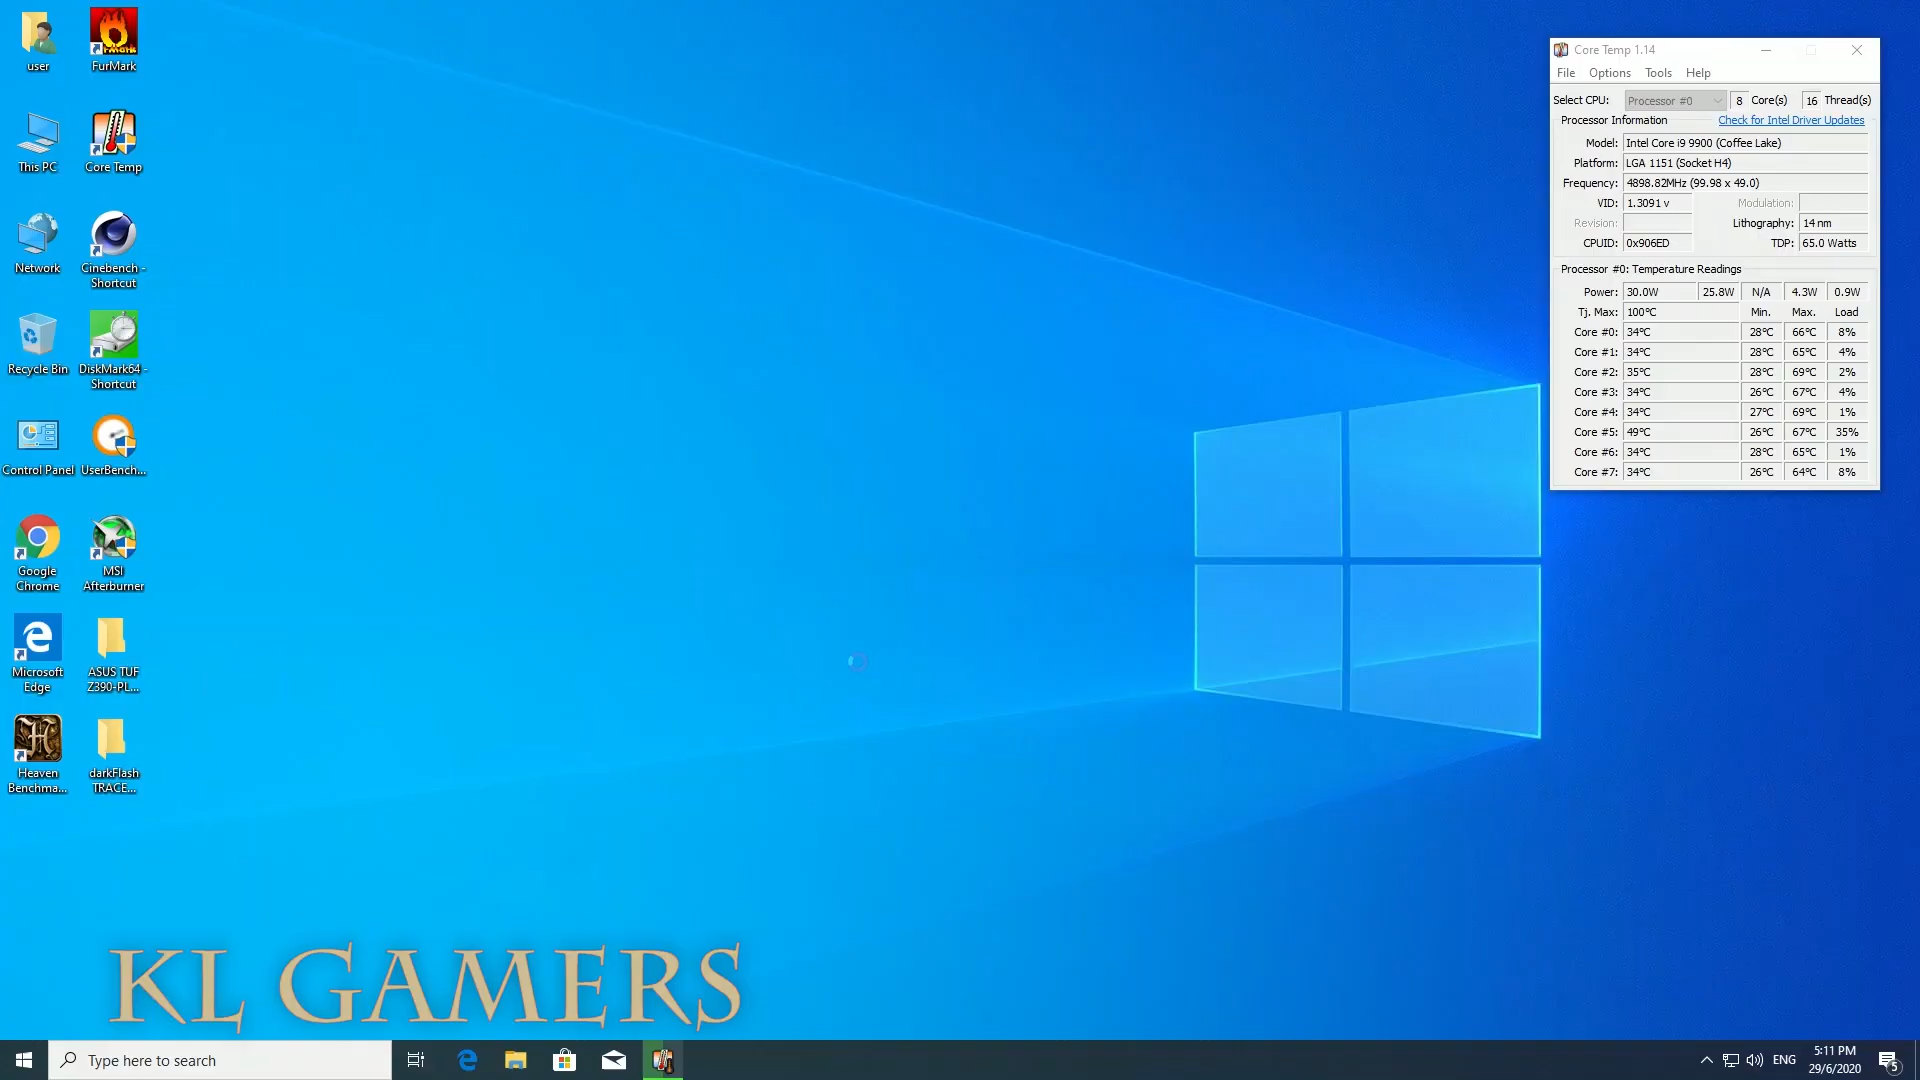 user
FurMark
This PC
Core Temp
Network
Cinebench -
Shortcut
Recycle Bin
DiskMark64 -
Shortcut
Control Panel
UserBench...
Google
Chrome
MSI
Afterburner
Microsoft
Edge
ASUS TUF
Z390-PL...
Heaven
Benchma...
darkFlash
TRACE...
Core Temp 1.14
File Options Tools Help
Select CPU: Processor #0 8 Core(s) 16 Thread(s)
Processor Information Check for Intel Driver Updates
Model: Intel Core i9 9900 (Coffee Lake)
Platform: LGA 1151 (Socket H4)
Frequency: 4898.82MHz (99.98 x 49.0)
VID: 1.3091 v Modulation:
Revision: Lithography: 14 nm
CPUID: 0x906ED TDP: 65.0 Watts
Processor #0: Temperature Readings
Power: 30.0W 25.8W N/A 4.3W 0.9W
Tj. Max: 100°C Min. Max. Load
Core #0: 34°C 28°C 66°C 8%
Core #1: 34°C 28°C 65°C 4%
Core #2: 35°C 28°C 69°C 2%
Core #3: 34°C 26°C 67°C 4%
Core #4: 34°C 27°C 69°C 1%
Core #5: 49°C 26°C 67°C 35%
Core #6: 34°C 28°C 65°C 1%
Core #7: 34°C 26°C 64°C 8%
KL GAMERS
Type here to search
ENG
5:11 PM
29/6/2020
5